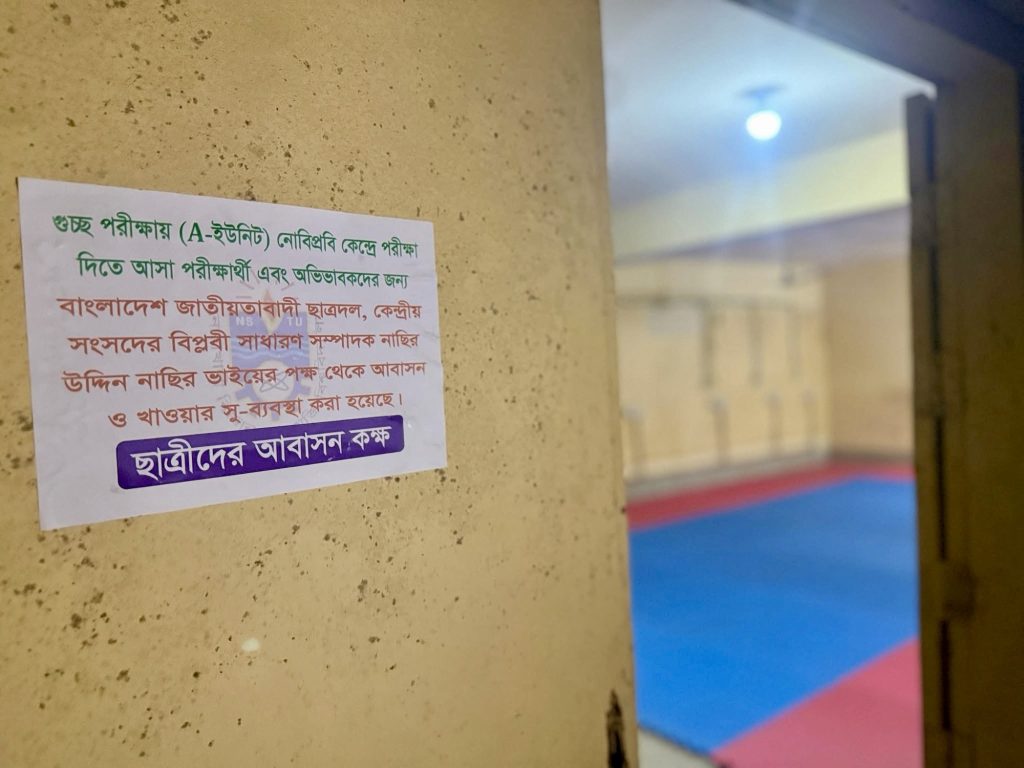 গুচ্ছ পরীক্ষায় (A-ইউনিট) নোবিপ্রবি কেন্দ্রে পরীক্ষা
দিতে আসা পরীক্ষার্থী এবং অভিভাবকদের জন্য
বাংলাদেশ জাতীয়তাবাদী ছাত্রদল, কেন্দ্রীয়
সংসদের বিপ্লবী সাধারণ সম্পাদক নাছির
উদ্দিন নাছির ভাইয়ের পক্ষ থেকে আবাসন
ও খাওয়ার সু-ব্যবস্থা করা হয়েছে।
ছাত্রীদের আবাসন কক্ষ
NSTU